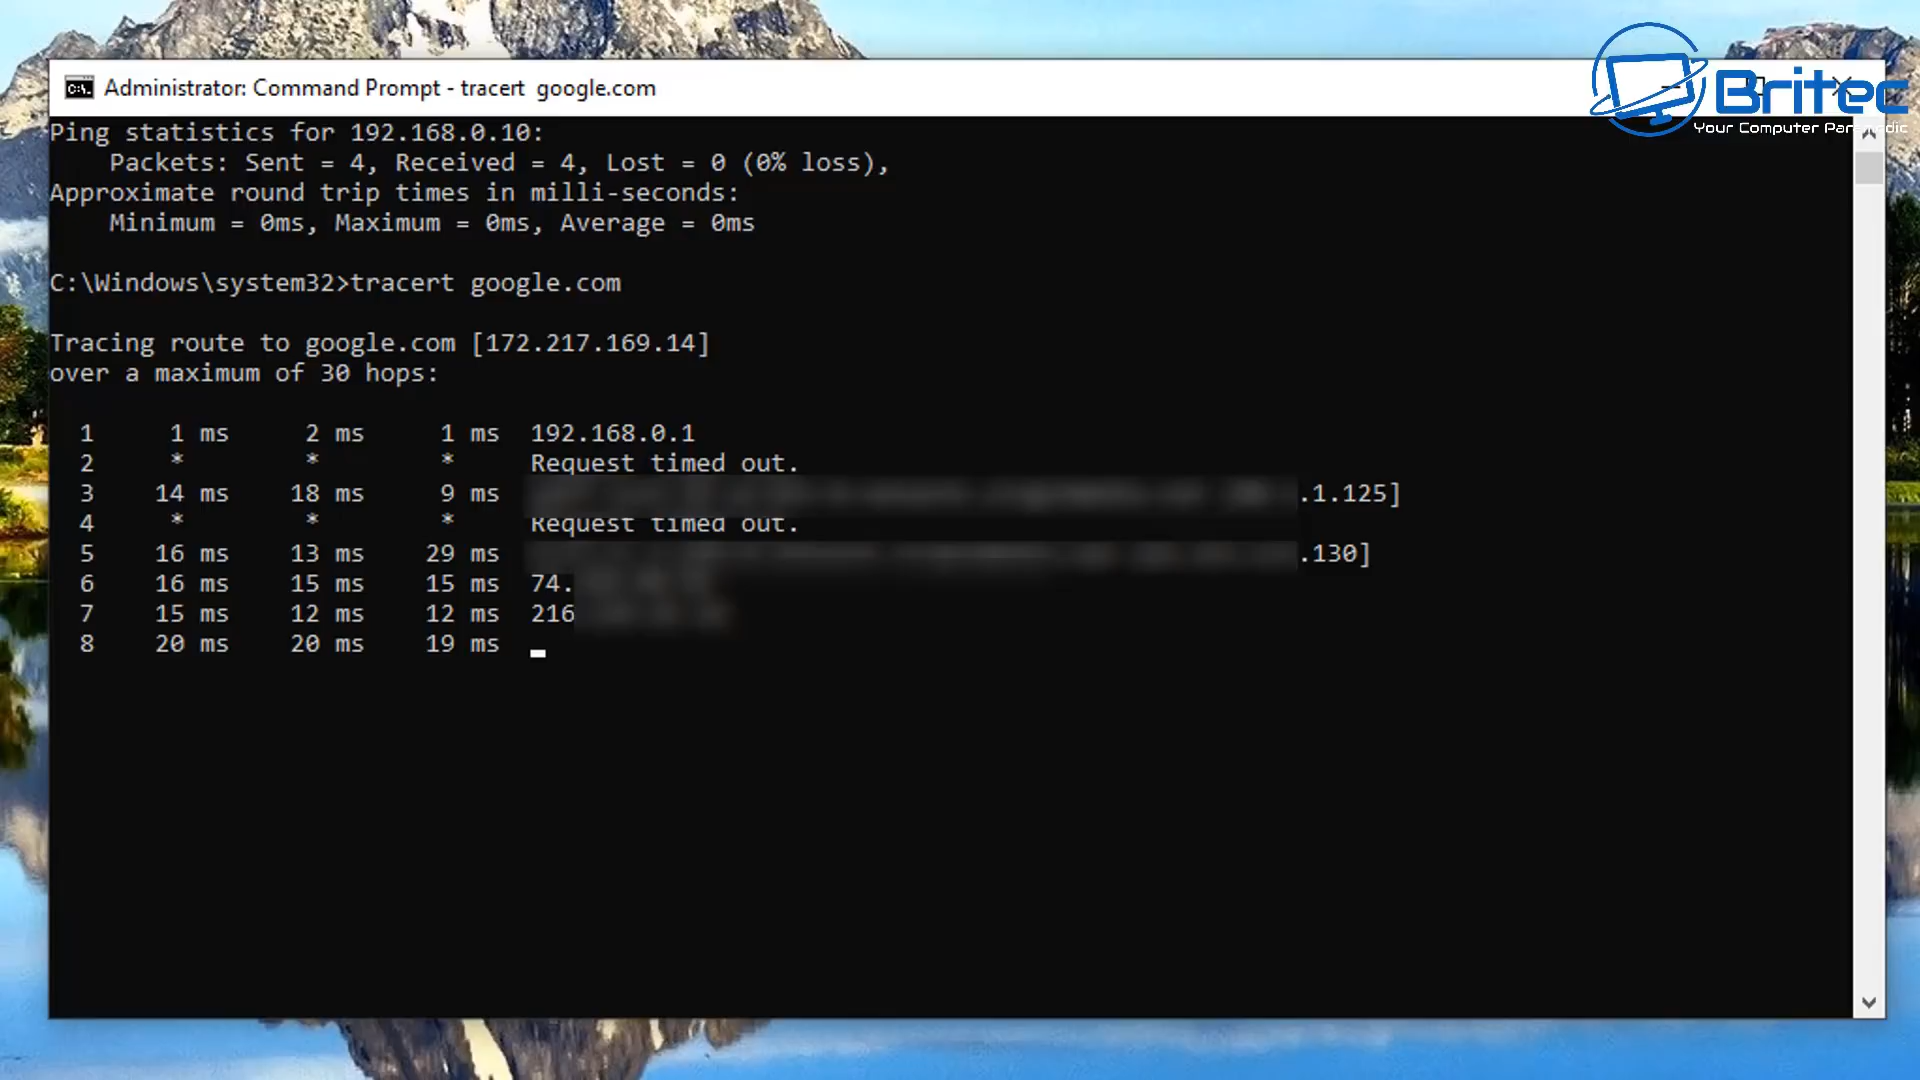 Administrator: Command Prompt - tracert google.com
Britec
Your Computer Paramedic
Ping statistics for 192.168.0.10:
    Packets: Sent = 4, Received = 4, Lost = 0 (0% loss),
Approximate round trip times in milli-seconds:
    Minimum = 0ms, Maximum = 0ms, Average = 0ms
C:\Windows\system32>tracert google.com
Tracing route to google.com [172.217.169.14]
over a maximum of 30 hops:
  1     1 ms     2 ms     1 ms  192.168.0.1
  2     *        *        *     Request timed out.
  3    14 ms    18 ms     9 ms  .1.125]
  4     *        *        *     Request timed out.
  5    16 ms    13 ms    29 ms  .130]
  6    16 ms    15 ms    15 ms  74.
  7    15 ms    12 ms    12 ms  216
  8    20 ms    20 ms    19 ms